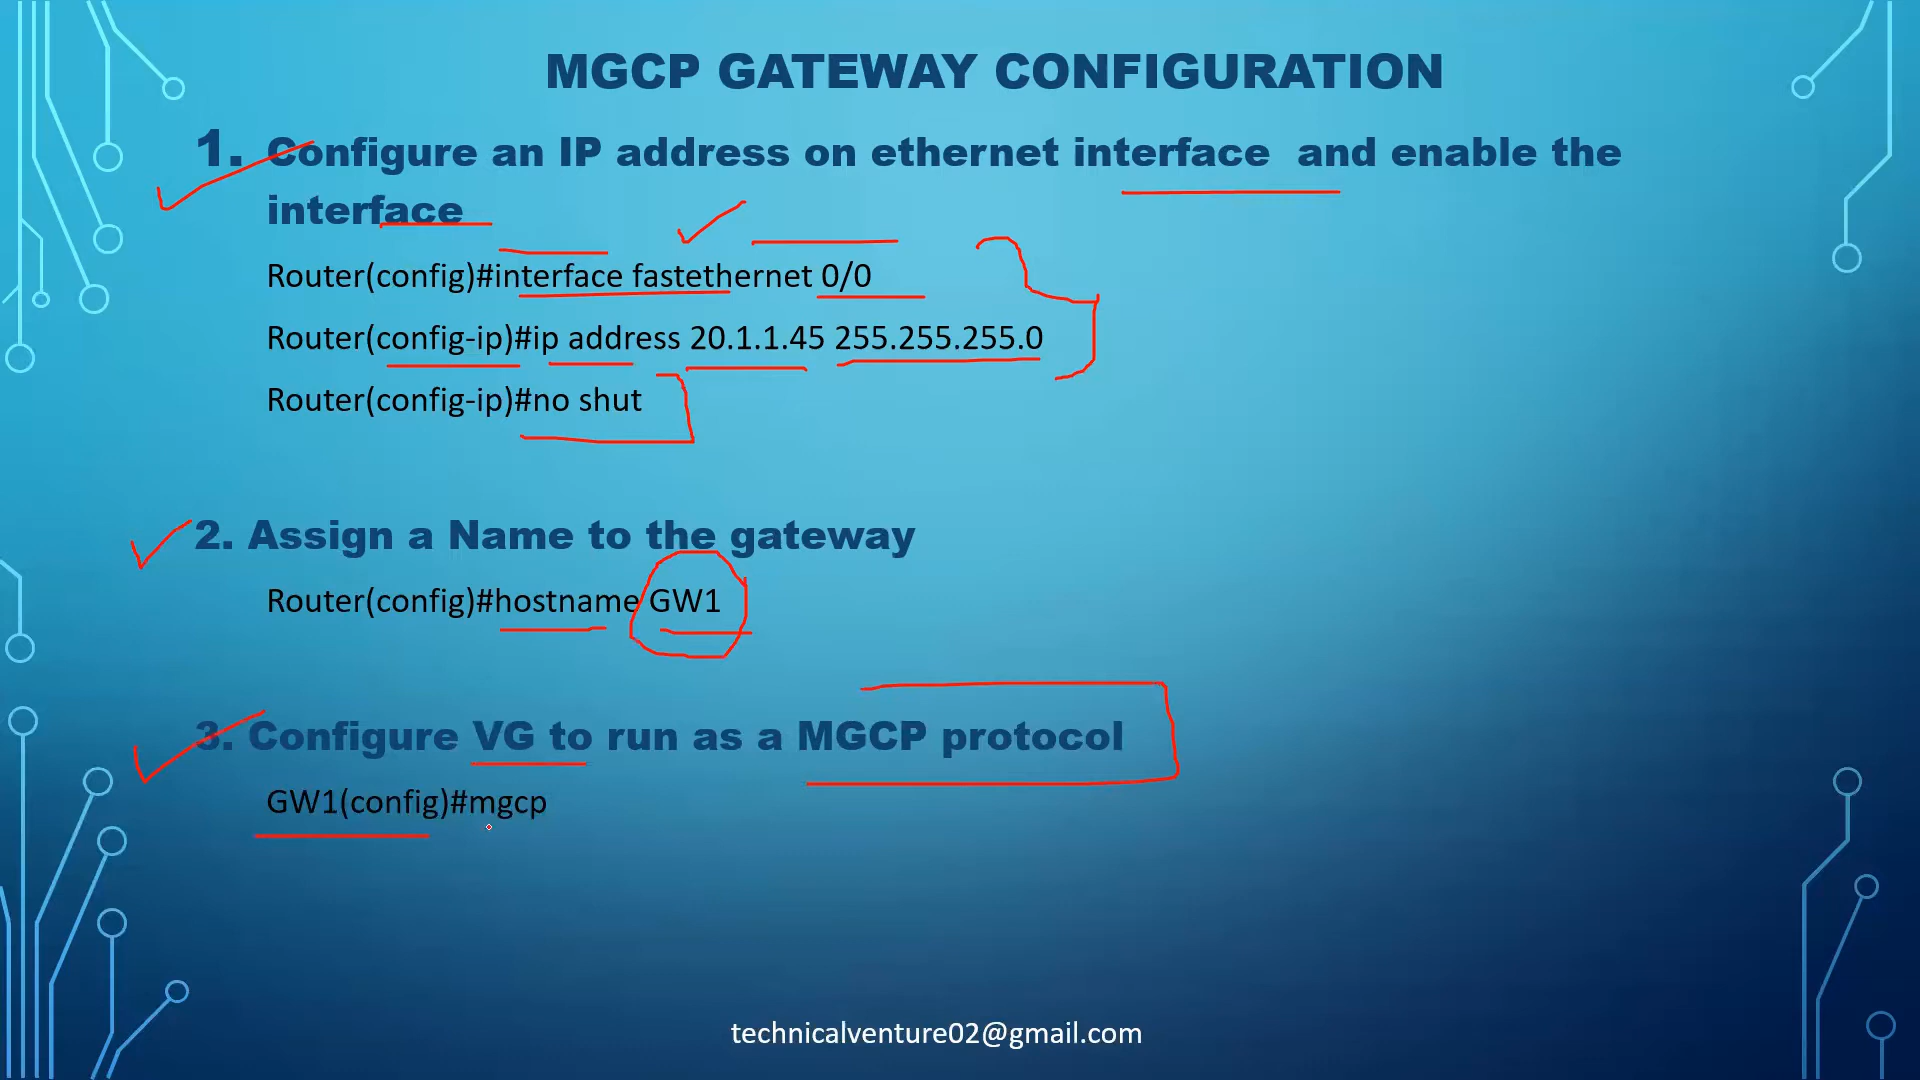 MGCP GATEWAY CONFIGURATION
1. Configure an IP address on ethernet interface and enable the
interface
Router(config)#interface fastethernet 0/0
Router(config-ip)#ip address 20.1.1.45 255.255.255.0
Router(config-ip)#no shut
2. Assign a Name to the gateway
Router(config)#hostname GW1
3. Configure VG to run as a MGCP protocol
GW1(config)#mgcp
technicalventure02@gmail.com